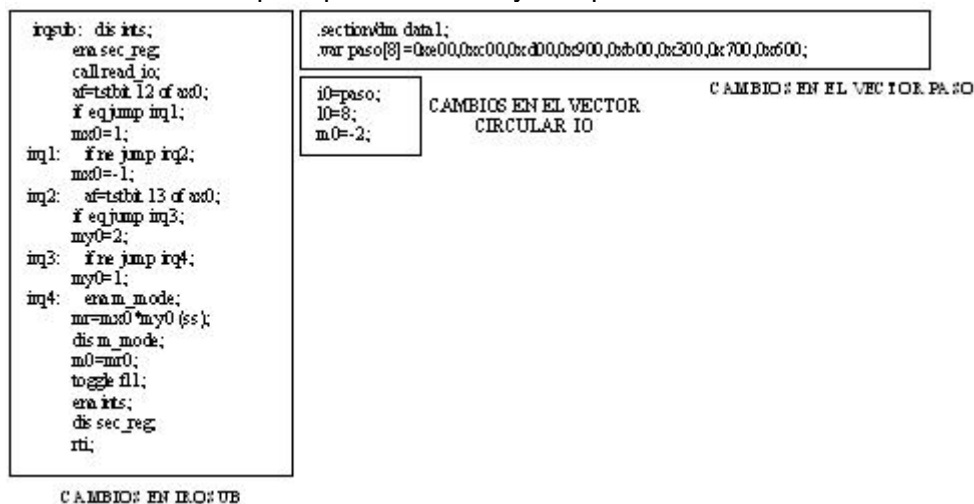 irqsub: dis ints;
ena sec_reg;
call read_io;
af=tstbit 12 of ax0;
if eq jump irq1;
mx0=1;
irq1: if ne jump irq2;
mx0=-1;
irq2: af=tstbit 13 of ax0;
if eq jump irq3;
my0=2;
irq3: if ne jump irq4;
my0=1;
irq4: ena m_mode;
mr=mx0*my0 (ss);
dis m_mode;
m0=mr0;
toggle fl1;
ena ints;
dis sec_reg;
rti;
CAMBIOS EN IRQSUB
.section/dm data1;
.var paso[8]=0xe00,0xc00,0xd00,0x900,0xb00,0x300,0x700,0x600;
i0=paso;
l0=8;
m0=-2;
CAMBIOS EN EL VECTOR
CIRCULAR IO
CAMBIOS EN EL VECTOR PASO